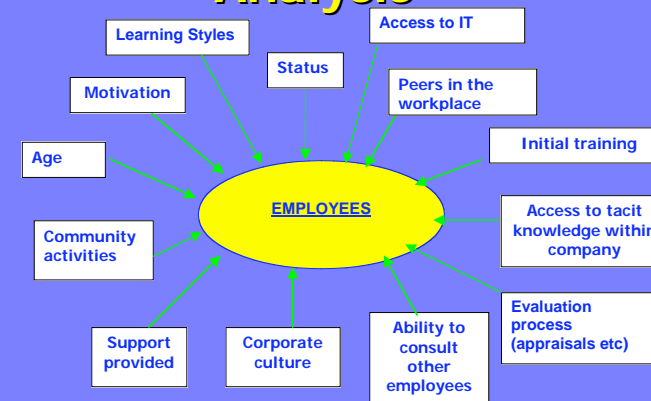 Analysis
Learning Styles
Access to IT
Status
Peers in the
workplace
Motivation
Initial training
Age
EMPLOYEES
Access to tacit
knowledge within
company
Community
activities
Evaluation
process
(appraisals etc)
Support
provided
Corporate
culture
Ability to
consult
other
employees